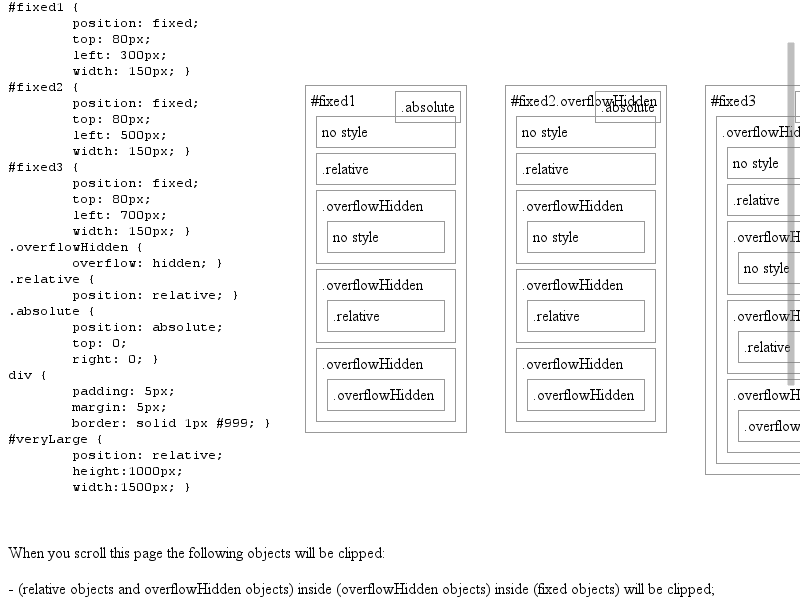 #fixed1 {
position: fixed;
top: 80px;
left: 300px;
width: 150px; }
#fixed2 {
position: fixed;
top: 80px;
left: 500px;
width: 150px; }
#fixed3 {
position: fixed;
top: 80px;
left: 700px;
width: 150px; }
.overflowHidden {
overflow: hidden; }
.relative {
position: relative; }
.absolute {
position: absolute;
top: 0;
right: 0; }
div {
padding: 5px;
margin: 5px;
border: solid 1px #999; }
#veryLarge {
position: relative;
height:1000px;
width:1500px; }
#fixed1
.absolute
no style
.relative
.overflowHidden
no style
.overflowHidden
.relative
.overflowHidden
.overflowHidden
#fixed2.overflowHidden
.absolute
no style
.relative
.overflowHidden
no style
.overflowHidden
.relative
.overflowHidden
.overflowHidden
#fixed3
.overflowHid
no style
.relative
.overflowH
no style
.overflowH
.relative
.overflowH
.overflow
When you scroll this page the following objects will be clipped:
- (relative objects and overflowHidden objects) inside (overflowHidden objects) inside (fixed objects) will be clipped;